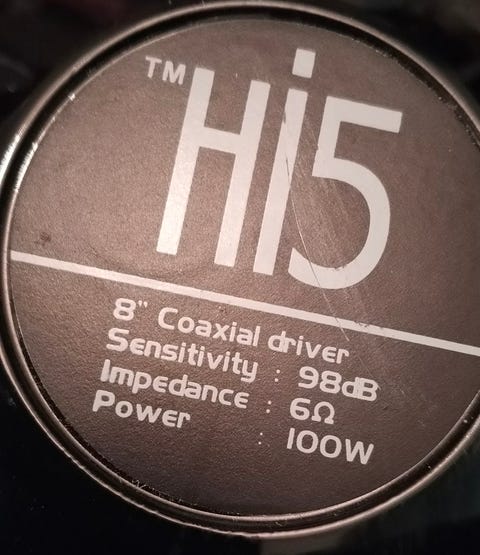 ™ Hi5
8" Coaxial driver
Sensitivity : 98dB
Impedance : 6Ω
Power : 100W